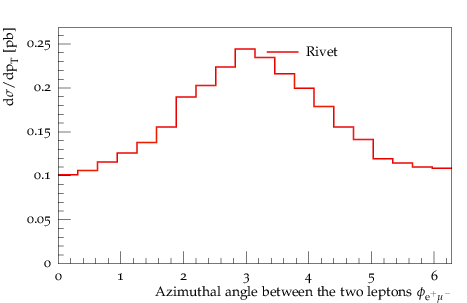 dσ/dp_T [pb]
0.25
0.2
0.15
0.1
0.05
0
Rivet
0 1 2 3 4 5 6
Azimuthal angle between the two leptons ϕ_{e⁺μ⁻}